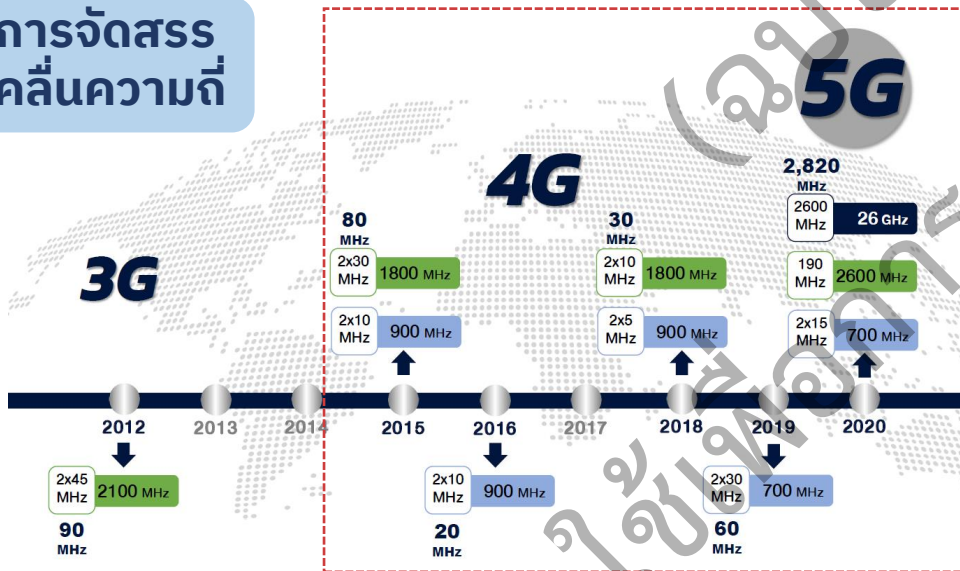 การจัดสรร
คลื่นความถี่
5G
4G
3G
2,820
MHz
2600
MHz
26 GHz
190
MHz
2600 MHz
2x15
MHz
700 MHz
80
MHz
2x30
MHz
1800 MHz
2x10
MHz
900 MHz
30
MHz
2x10
MHz
1800 MHz
2x5
MHz
900 MHz
2012
2013
2014
2015
2016
2017
2018
2019
2020
2x45
MHz
2100 MHz
90
MHz
2x10
MHz
900 MHz
20
MHz
2x30
MHz
700 MHz
60
MHz